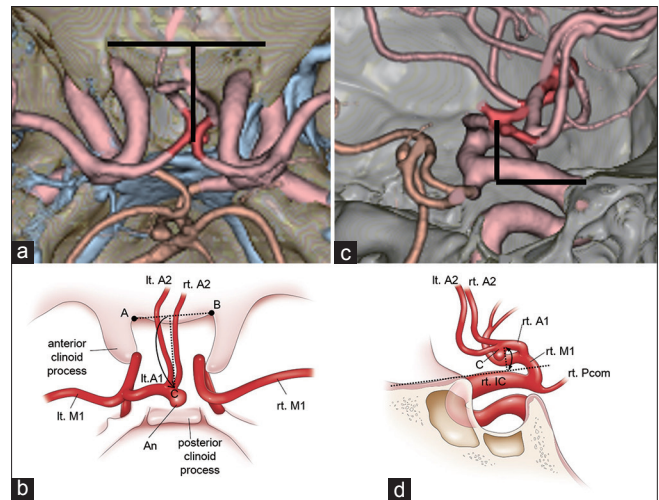 a
c
lt. A2
rt. A2
A
B
anterior
clinoid
process
lt.A1
C
lt. M1
rt. M1
An
posterior
clinoid
process
b
lt. A2
rt. A2
rt. A1
rt. M1
C
rt. IC
rt. Pcom
d